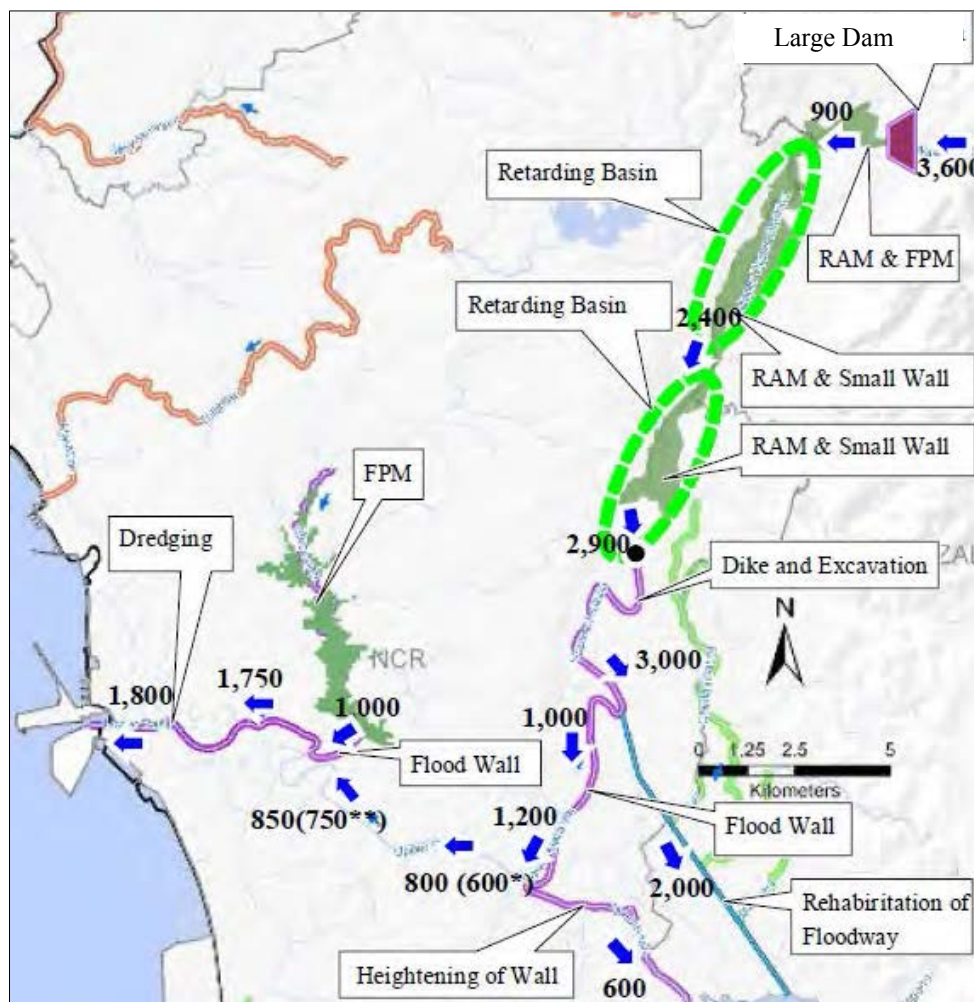 Large Dam
900
3,600
Retarding Basin
RAM & FPM
Retarding Basin
2,400
RAM & Small Wall
RAM & Small Wall
FPM
Dredging
2,900
Dike and Excavation
N
NCR
3,000
1,800
1,750
1,000
1,000
Flood Wall
0 1.25 2.5 5
Kilometers
850(750**)
1,200
Flood Wall
800 (600*)
2,000
Rehabiritation of
Floodway
Heightening of Wall
600